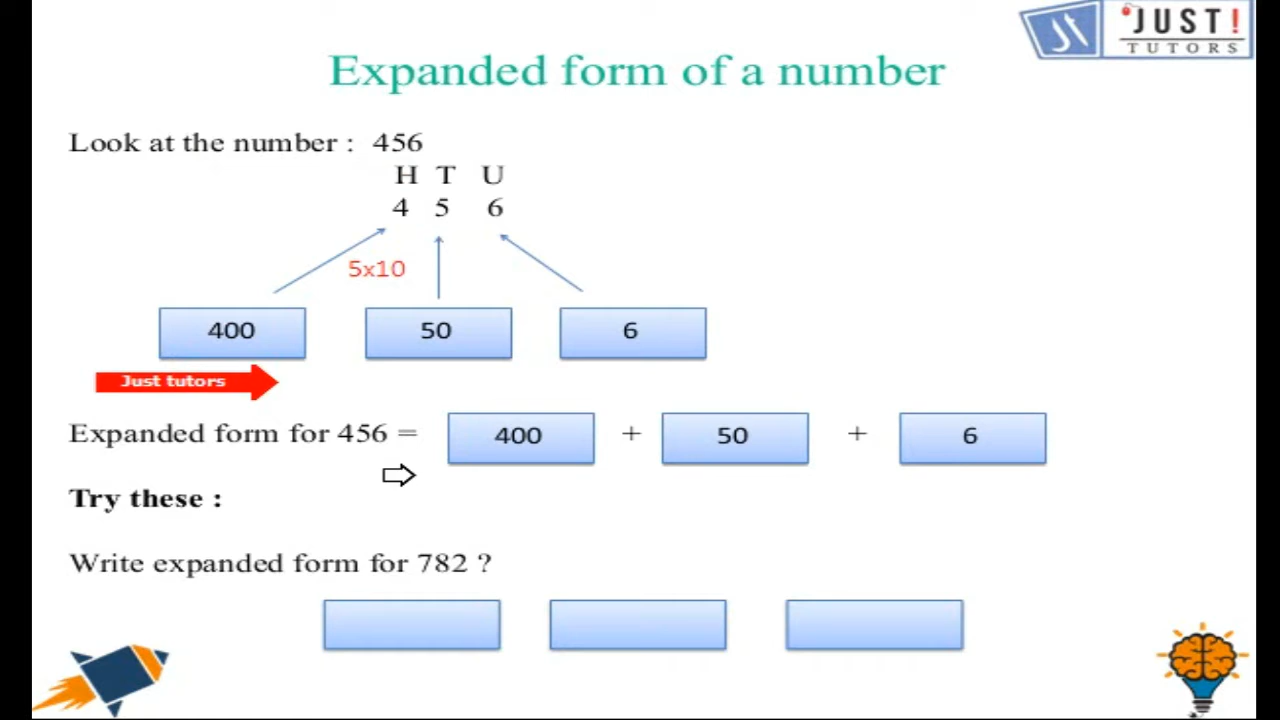 Jt JUST!
TUTORS
Expanded form of a number
Look at the number : 456
H T U
4 5 6
5x10
400 50 6
Just tutors
Expanded form for 456 = 400 + 50 + 6
Try these :
Write expanded form for 782 ?